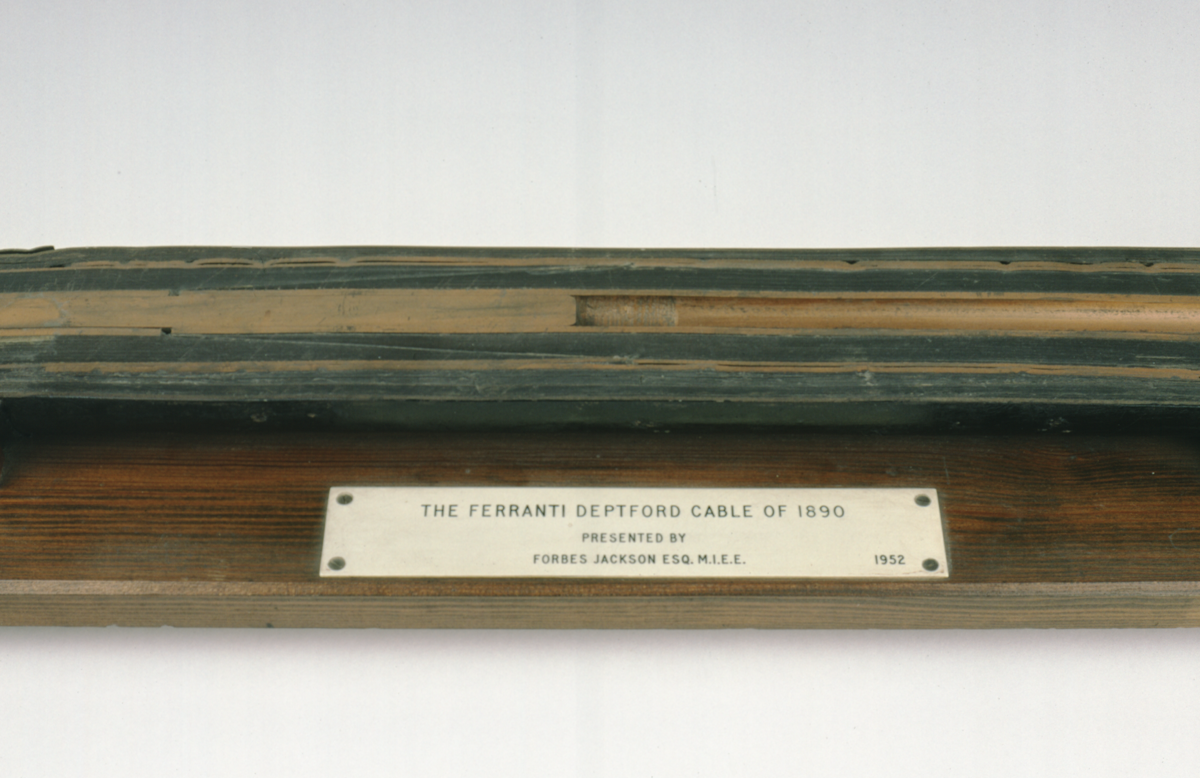 THE FERRANTI DEPTFORD CABLE OF 1890
PRESENTED BY
FORBES JACKSON ESQ. M.I.E.E. 1952